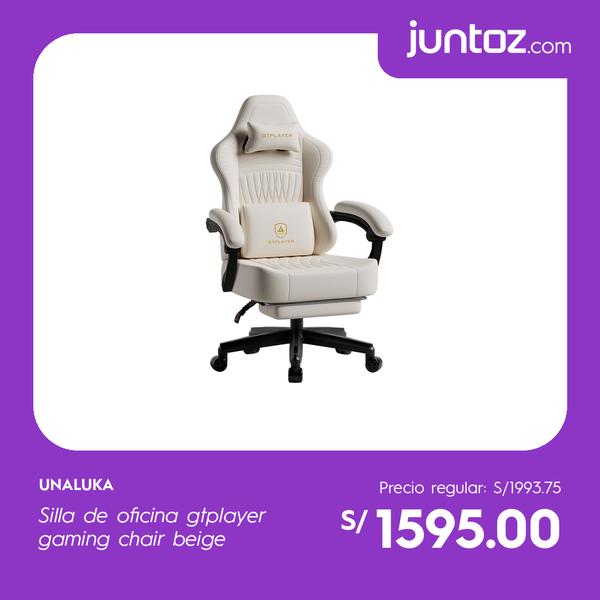 juntoz.com
GTPLAYER
GTPLAYER
UNALUKA
Silla de oficina gtplayer
gaming chair beige
Precio regular: S/1993.75
S/1595.00